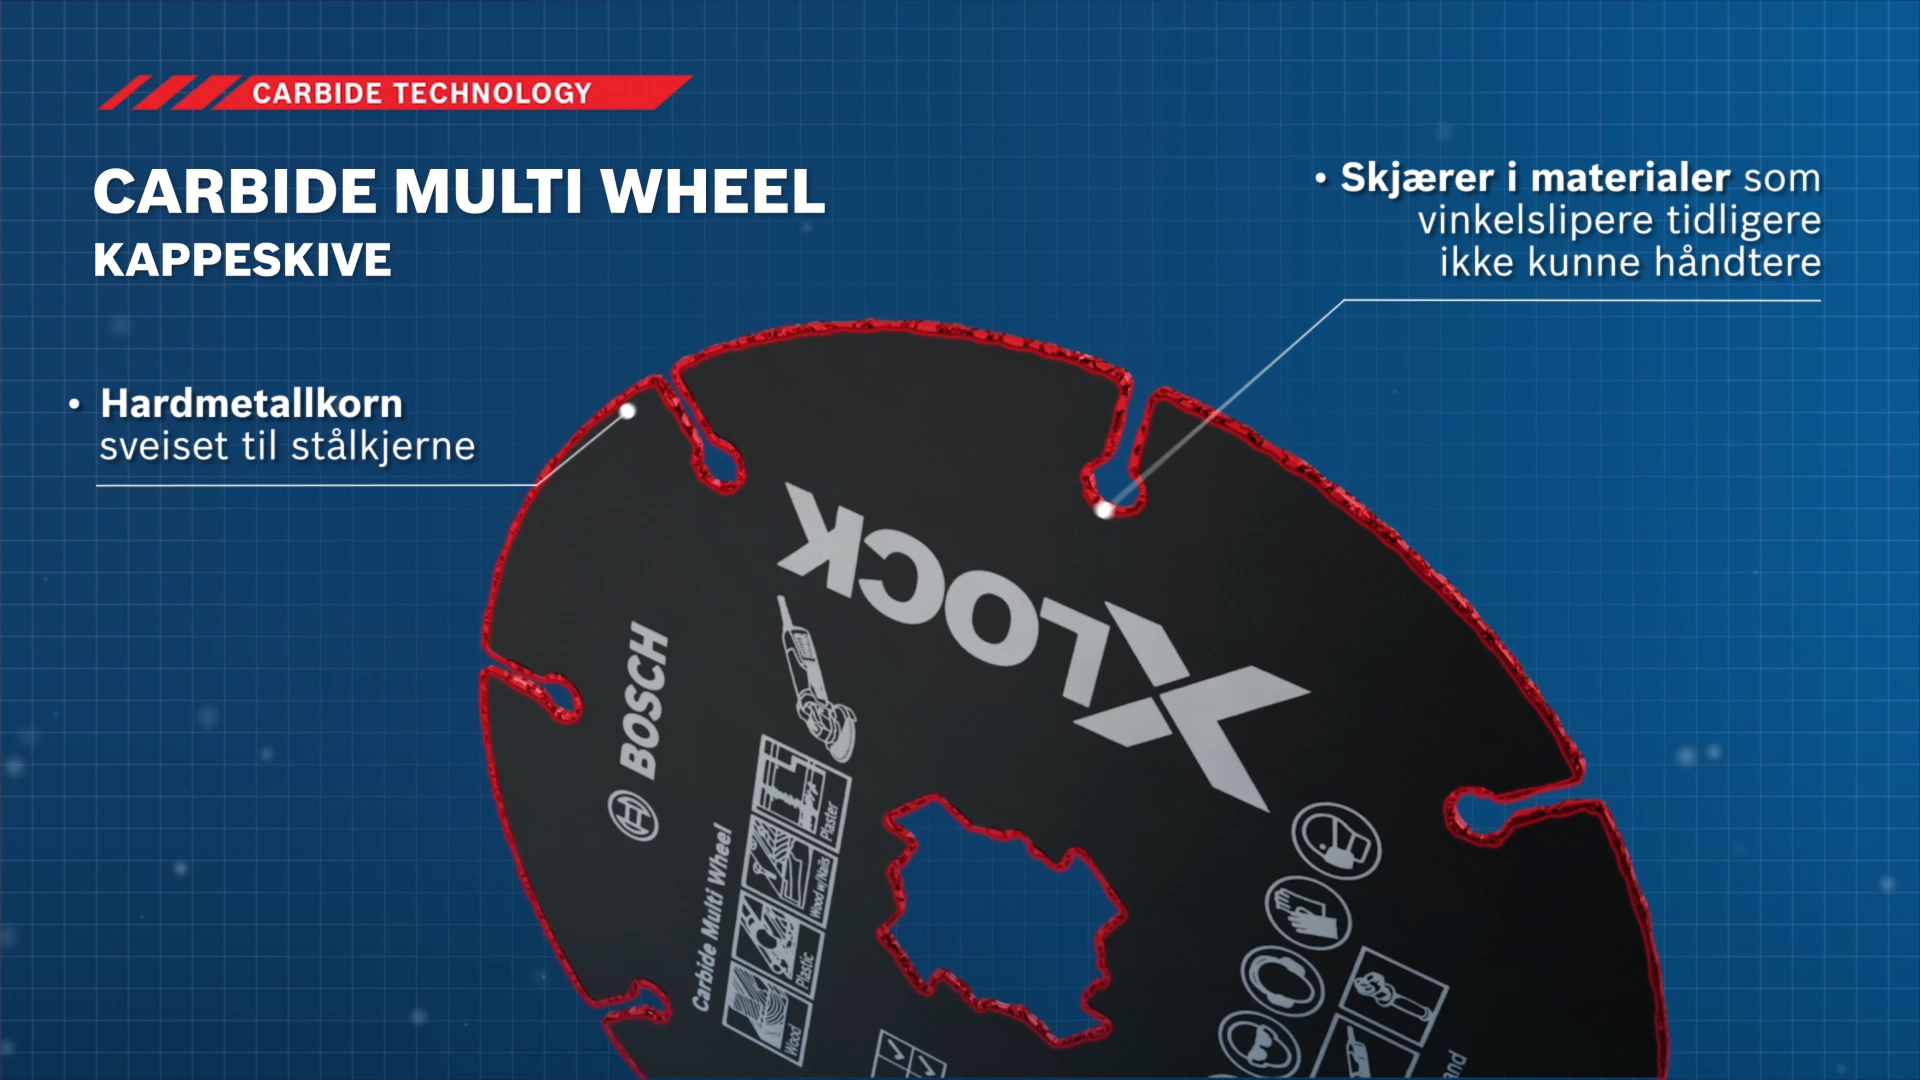 CARBIDE TECHNOLOGY
CARBIDE MULTI WHEEL
KAPPESKIVE
• Skjærer i materialer som
vinkelslipere tidligere
ikke kunne håndtere
• Hardmetallkorn
sveiset til stålkjerne
XLOCK
BOSCH
Carbide Multi Wheel
Plaster
Wood w/Nails
Plastic
Wood